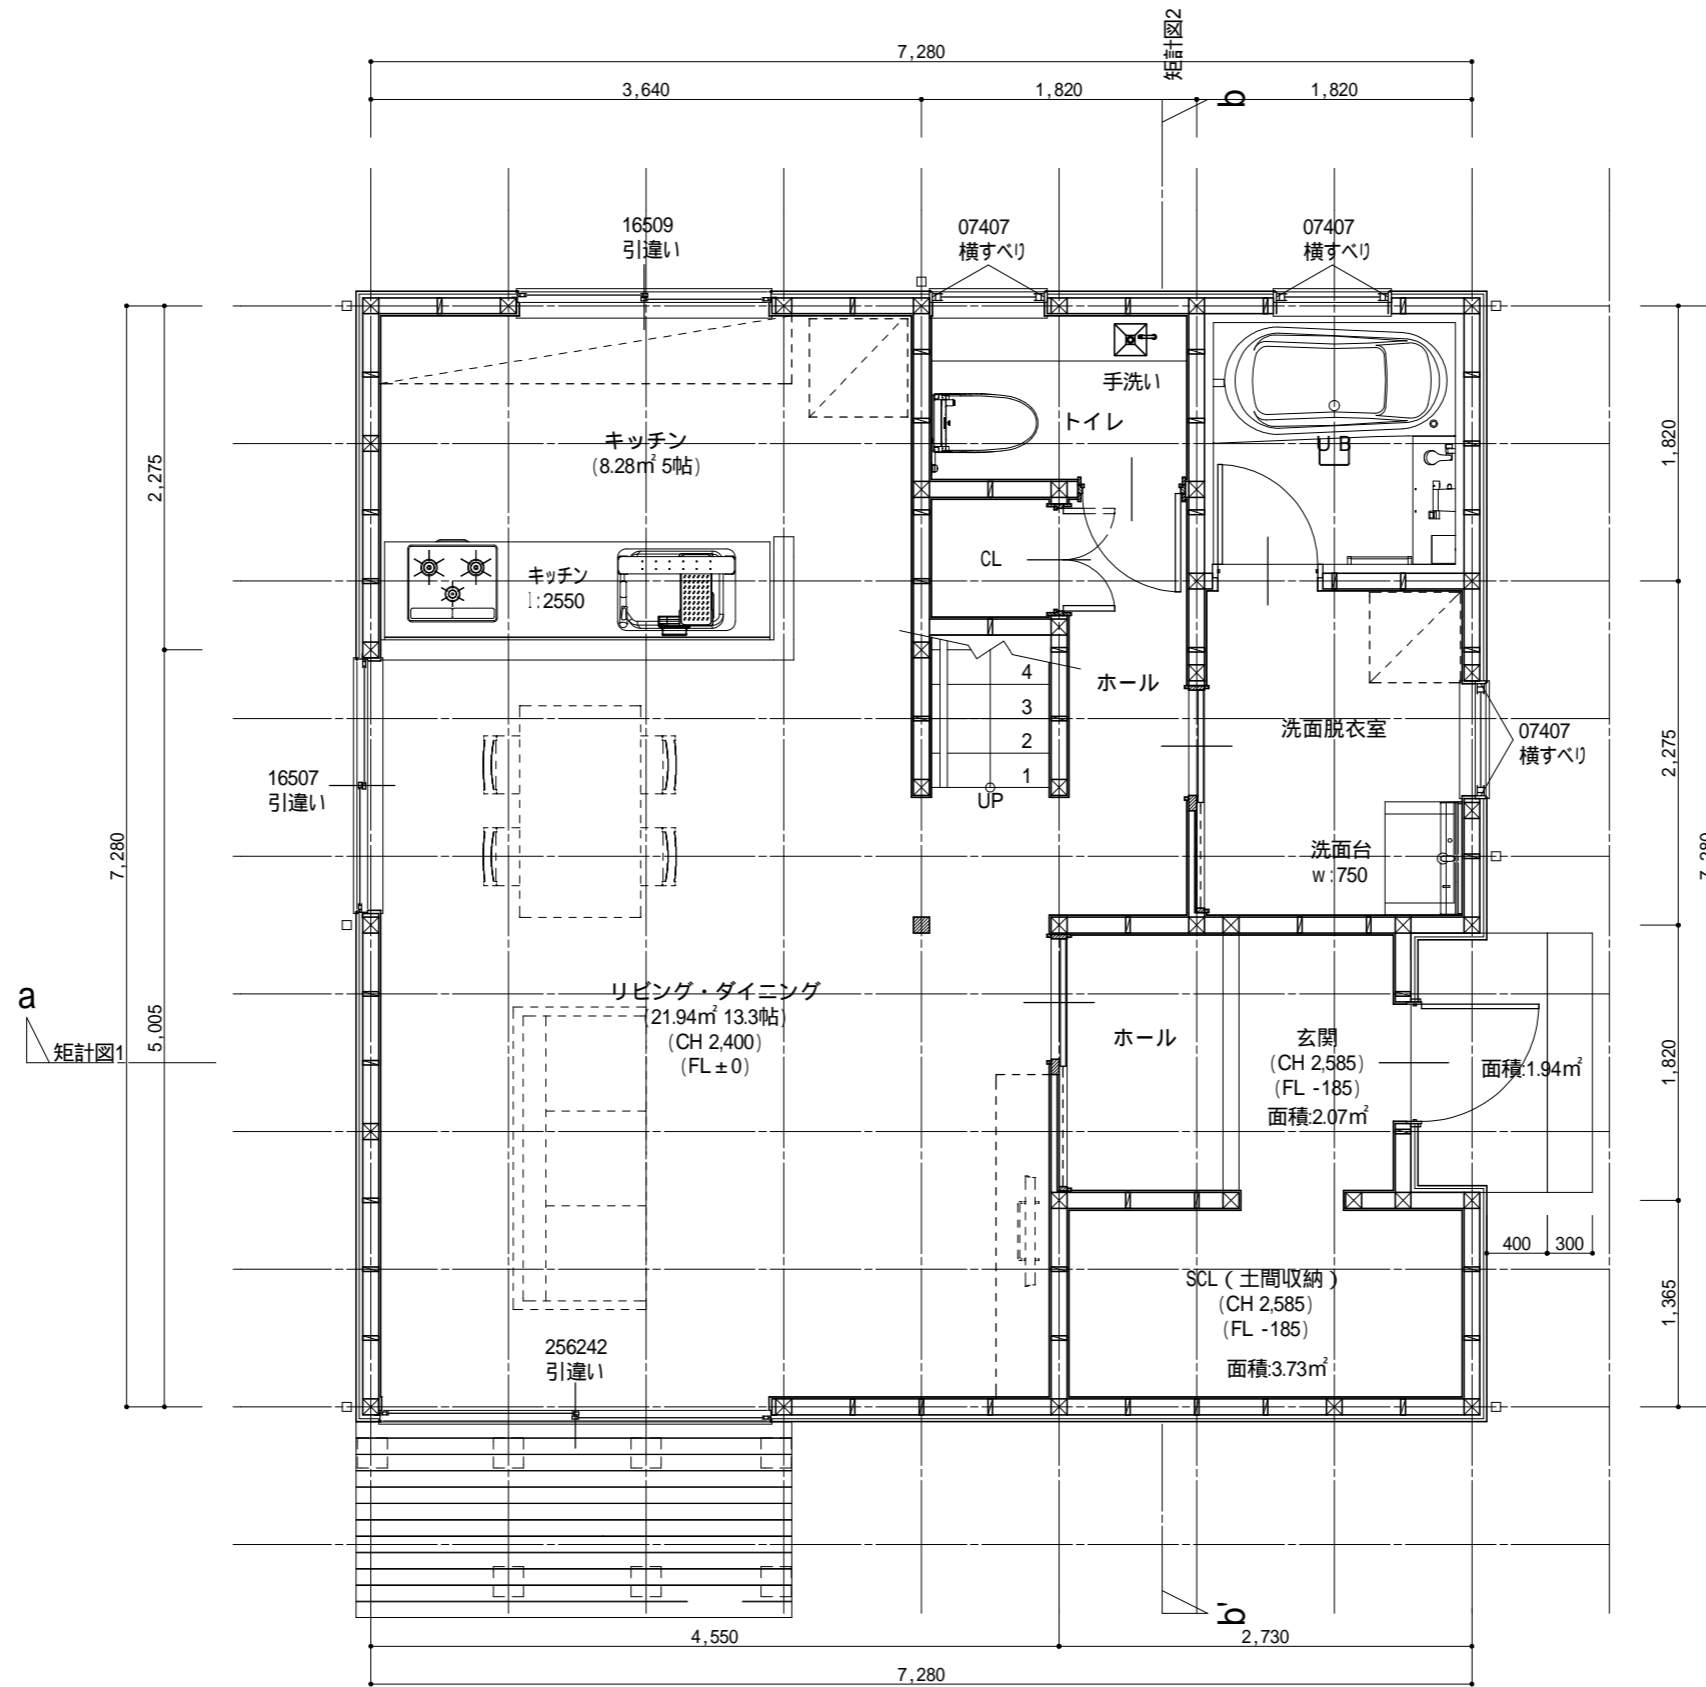 矩計図2
7,280
3,640
1,820
1,820
b
16509
引違い
07407
横すべり
07407
横すべり
手洗い
トイレ
キッチン
(8.28㎡ 5帖)
UB
1,820
2,275
CL
キッチン
l:2550
4
3
2
1
UP
ホール
洗面脱衣室
07407
横すべり
2,275
16507
引違い
7,280
7,280
洗面台
w:750
a
矩計図1
5,005
リビング・ダイニング
(21.94㎡ 13.3帖)
(CH 2,400)
(FL±0)
ホール
玄関
(CH 2,585)
(FL -185)
面積:2.07㎡
面積:1.94㎡
1,820
400
300
SCL(土間収納)
(CH 2,585)
(FL -185)
面積:3.73㎡
1,365
256242
引違い
b'
4,550
2,730
7,280